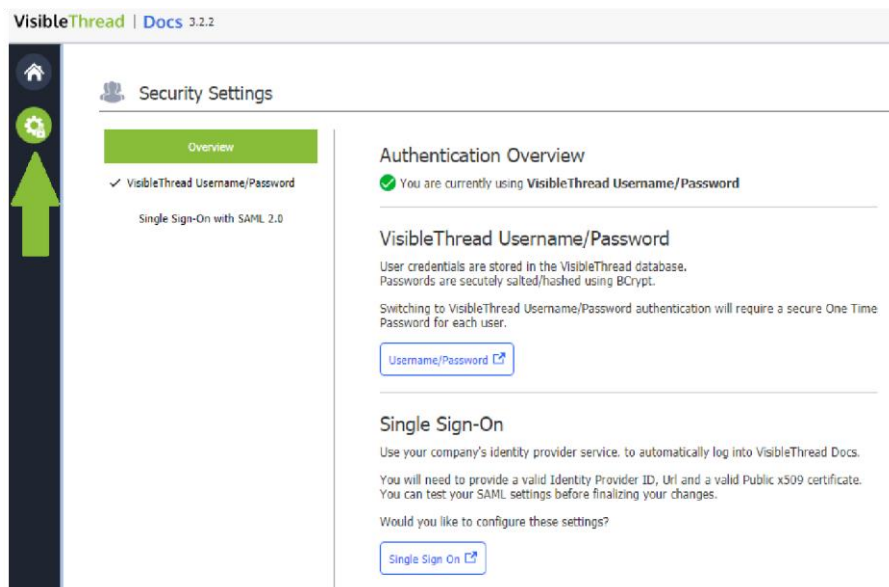 VisibleThread | Docs 3.2.2
Security Settings
Overview
VisibleThread Username/Password
Single Sign-On with SAML 2.0
Authentication Overview
You are currently using VisibleThread Username/Password
VisibleThread Username/Password
User credentials are stored in the VisibleThread database.
Passwords are secutely salted/hashed using BCrypt.
Switching to VisibleThread Username/Password authentication will require a secure One Time
Password for each user.
Username/Password
Single Sign-On
Use your company's identity provider service. to automatically log into VisibleThread Docs.
You will need to provide a valid Identity Provider ID, Url and a valid Public x509 certificate.
You can test your SAML settings before finalizing your changes.
Would you like to configure these settings?
Single Sign On